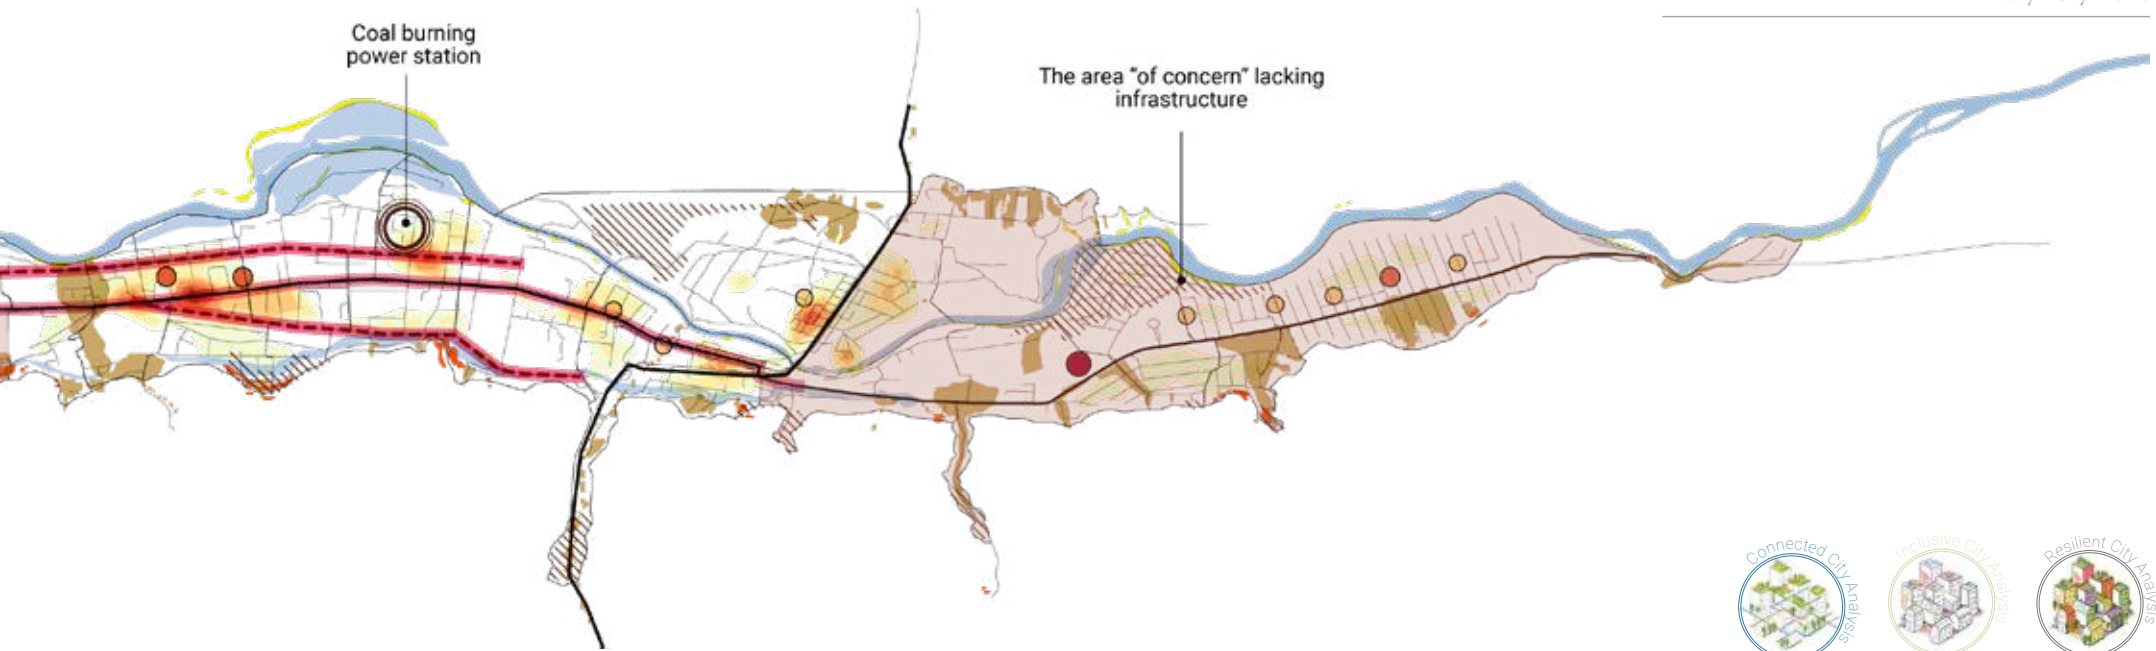 Coal burning
power station
The area “of concern” lacking
infrastructure
Connected City Analysis
Inclusive City Analysis
Resilient City Analysis